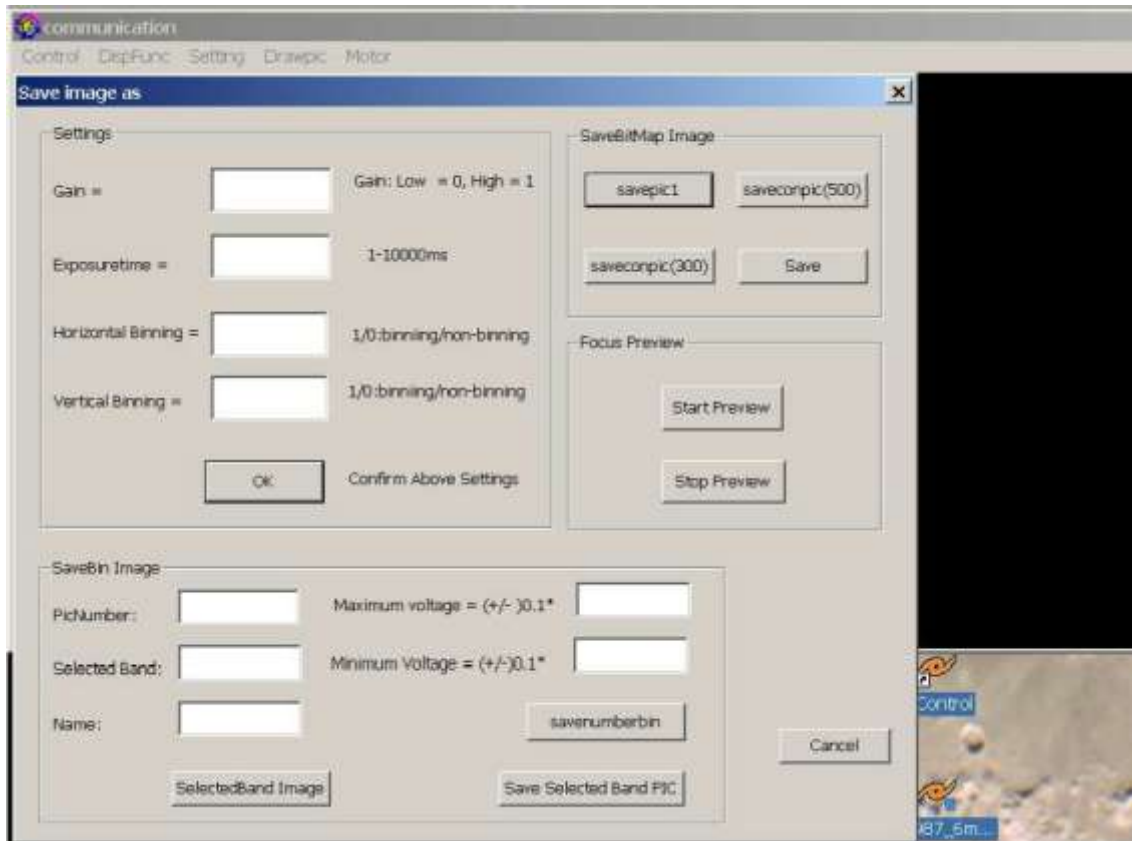 communication
Control DispFunc Setting Drawpic Motor
Save image as
Settings
Gain =
Gain: Low = 0, High = 1
Exposuretime =
1-10000ms
Horizontal Binning =
1/0:binniing/non-binning
Vertical Binning =
1/0:binniing/non-binning
OK
Confirm Above Settings
SaveBitMap Image
savepic1
saveconpic(500)
saveconpic(300)
Save
Focus Preview
Start Preview
Stop Preview
SaveBin Image
PicNumber:
Maximum voltage = (+/- )0.1*
Selected Band:
Minimum Voltage = (+/-)0.1*
Name:
savenumberbin
SelectedBand Image
Save Selected Band PIC
Cancel
Control
987_6m...